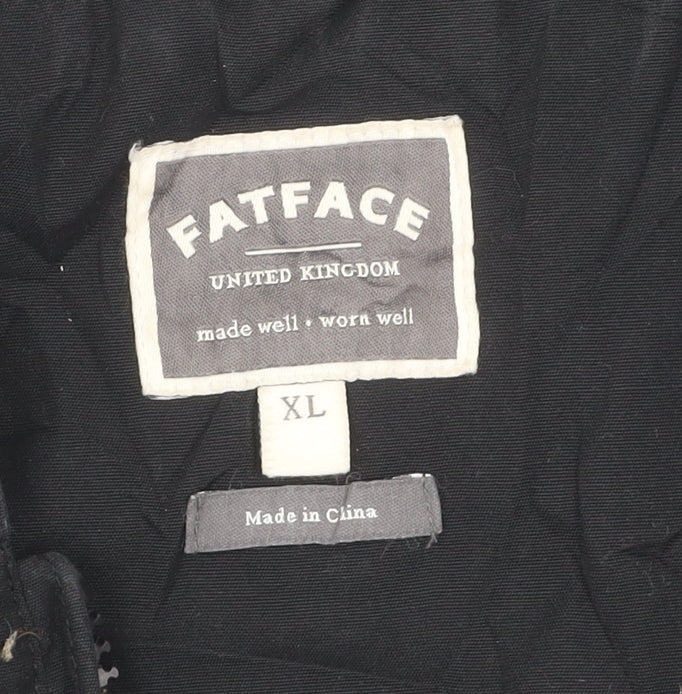 FATFACE
UNITED KINGDOM
made well • worn well
XL
Made in China